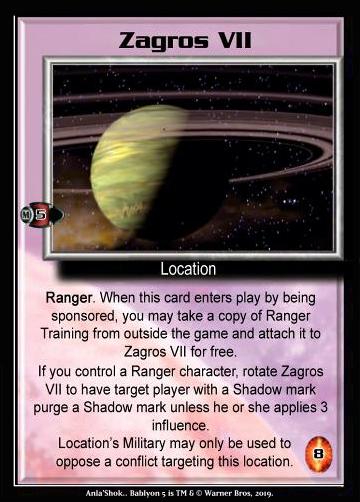 Zagros VII
M 5
Location
Ranger. When this card enters play by being
sponsored, you may take a copy of Ranger
Training from outside the game and attach it to
Zagros VII for free.
If you control a Ranger character, rotate Zagros
VII to have target player with a Shadow mark
purge a Shadow mark unless he or she applies 3
influence.
Location's Military may only be used to
oppose a conflict targeting this location.
8
Anla'Shok.. Bablyon 5 is TM & © Warner Bros, 2019.